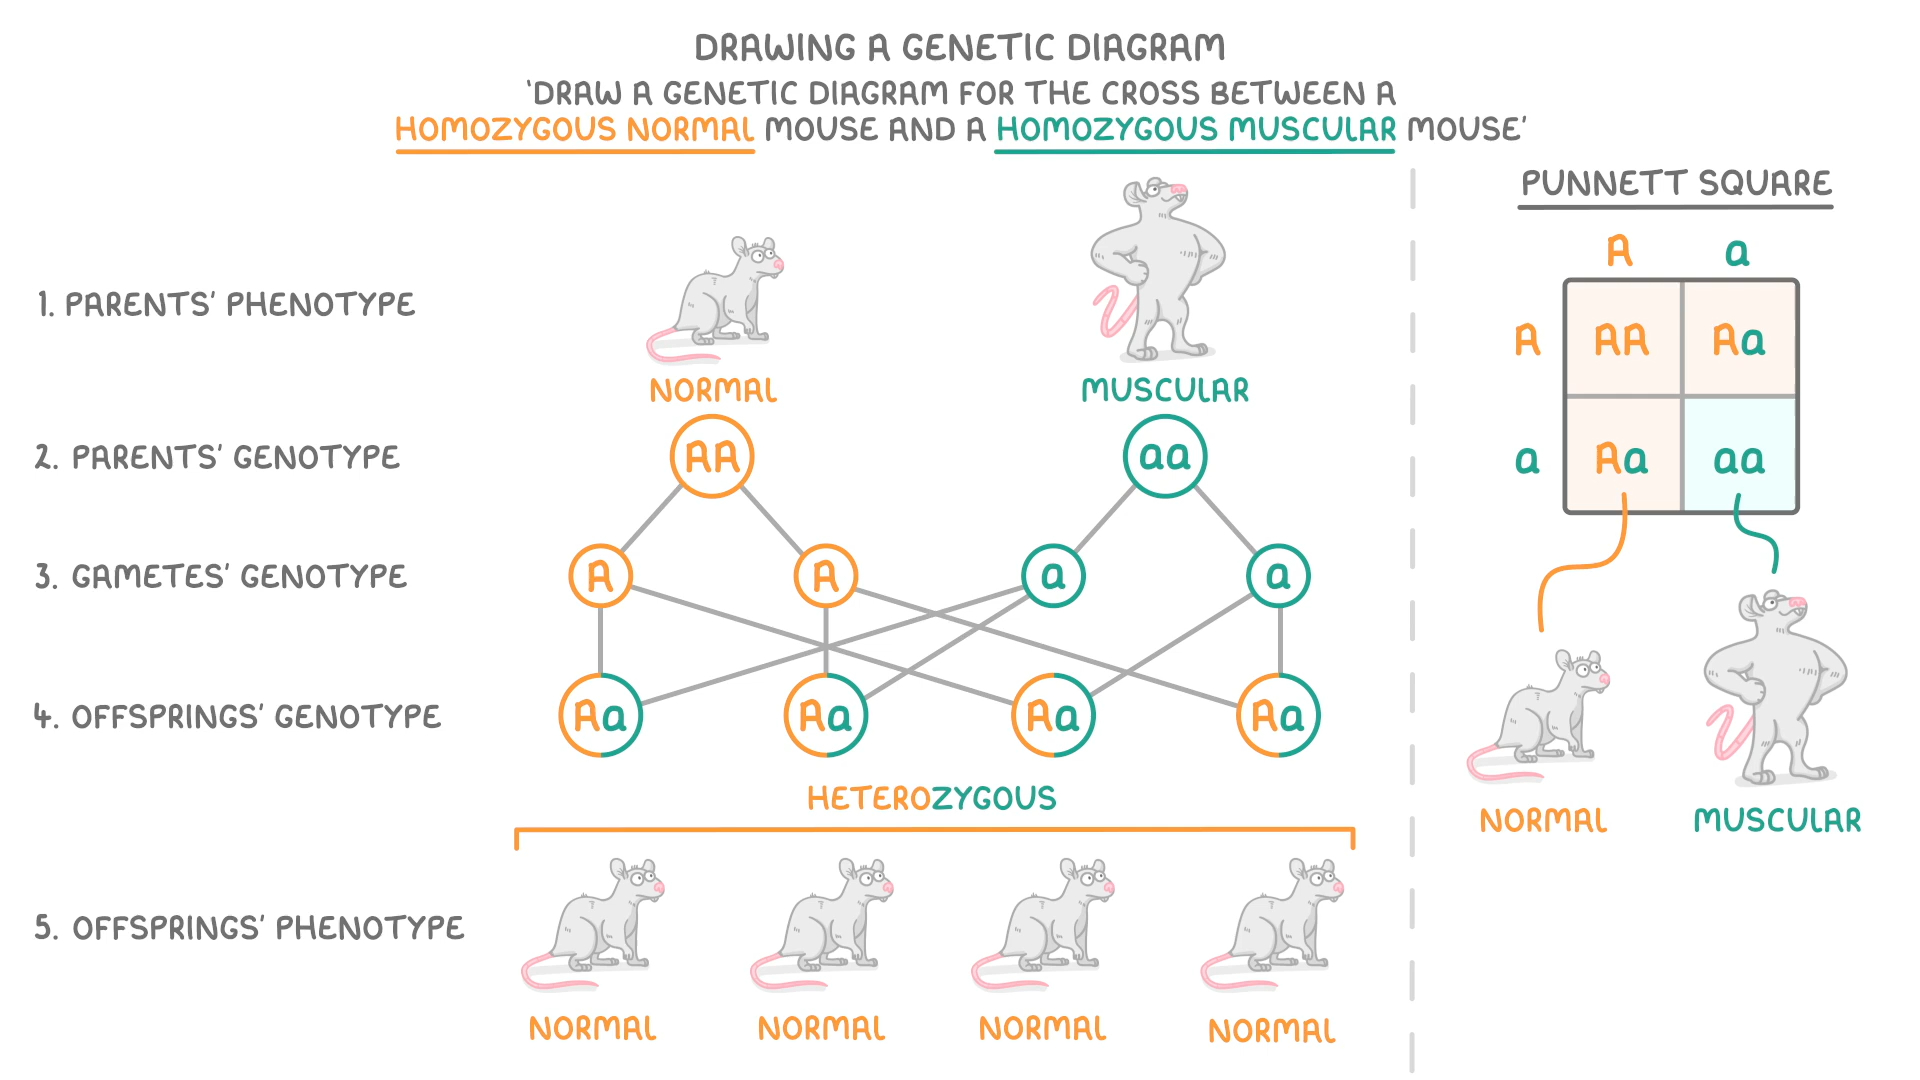 DRAWING A GENETIC DIAGRAM
'DRAW A GENETIC DIAGRAM FOR THE CROSS BETWEEN A
HOMOZYGOUS NORMAL MOUSE AND A HOMOZYGOUS MUSCULAR MOUSE'
1. PARENTS' PHENOTYPE
NORMAL
MUSCULAR
2. PARENTS' GENOTYPE
AA
aa
3. GAMETES' GENOTYPE
A
A
a
a
4. OFFSPRINGS' GENOTYPE
Aa
Aa
Aa
Aa
HETEROZYGOUS
5. OFFSPRINGS' PHENOTYPE
NORMAL
NORMAL
NORMAL
NORMAL
PUNNETT SQUARE
A a
A AA Aa
a Aa aa
NORMAL
MUSCULAR